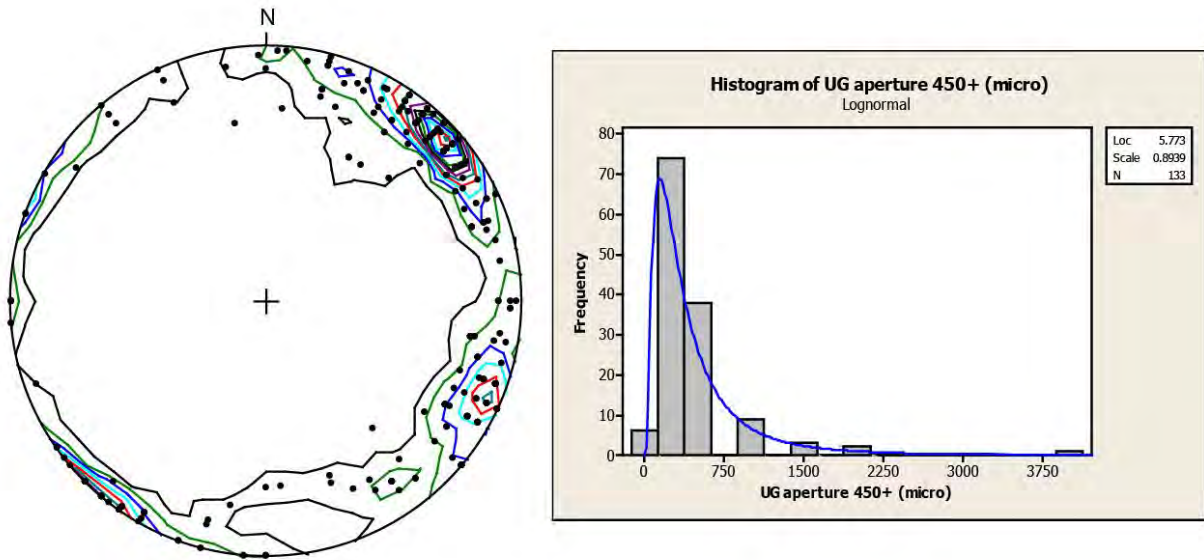 N
Histogram of UG aperture 450+ (micro)
Lognormal
Loc 5.773
Scale 0.8939
N 133
80
70
60
50
40
30
20
10
0
Frequency
0 750 1500 2250 3000 3750
UG aperture 450+ (micro)